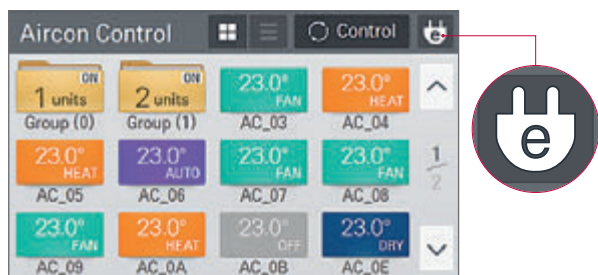 Aircon Control
Control
e
ON
1 units
Group (0)
ON
2 units
Group (1)
23.0°
FAN
AC_03
23.0°
HEAT
AC_04
23.0°
HEAT
AC_05
23.0°
AUTO
AC_06
23.0°
FAN
AC_07
23.0°
FAN
AC_08
1
2
23.0°
FAN
AC_09
23.0°
HEAT
AC_0A
23.0°
OFF
AC_0B
23.0°
DRY
AC_0E
e